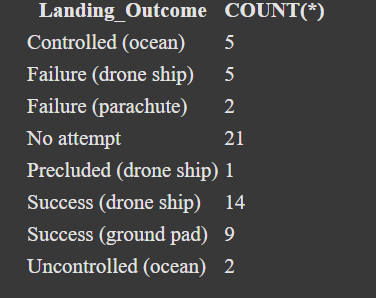 Landing_Outcome COUNT(*)
Controlled (ocean) 5
Failure (drone ship) 5
Failure (parachute) 2
No attempt 21
Precluded (drone ship) 1
Success (drone ship) 14
Success (ground pad) 9
Uncontrolled (ocean) 2